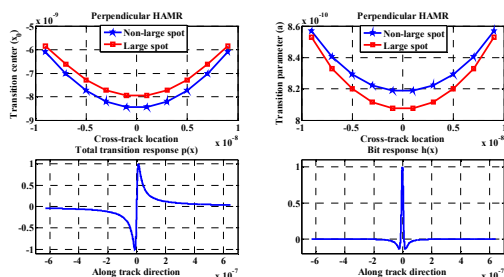 x 10^-9 Perpendicular HAMR
Transition center (x_0)
-5
-6
-7
-8
-9
Non-large spot
Large spot
-1 -0.5 0 0.5 1
Cross-track location x 10^-8
x 10^-10 Perpendicular HAMR
Transition parameter (a)
8.6
8.4
8.2
8
Non-large spot
Large spot
-1 -0.5 0 0.5 1
Cross-track location x 10^-8
Total transition response p(x)
1
0.5
0
-0.5
-1
-6 -4 -2 0 2 4 6
Along track direction x 10^-7
Bit response h(x)
1
0.5
0
-6 -4 -2 0 2 4 6
Along track direction x 10^-7